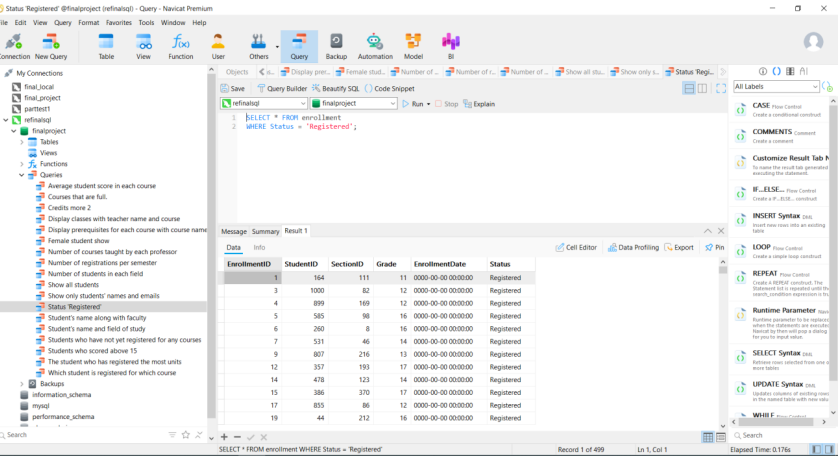 Status 'Registered' @finalproject (refinalsql) - Query - Navicat Premium
File Edit View Query Format Favorites Tools Window Help
Connection New Query Table View Function User Others Query Backup Automation Model BI
My Connections
final_local
final_project
parttest1
refinalsql
finalproject
Tables
Views
Functions
Queries
Average student score in each course
Courses that are full.
Credits more 2
Display classes with teacher name and course
Display prerequisites for each course with course name
Female student show
Number of courses taught by each professor
Number of registrations per semester
Number of students in each field
Show all students
Show only students' names and emails
Status 'Registered'
Student's name along with faculty
Student's name and field of study
Students who have not yet registered for any courses
Students who scored above 15
The student who has registered the most units
Which student is registered for which course
Backups
information_schema
mysql
performance_schema
Search
Objects Display prer... Female stud... Number of ... Number of r... Number of ... Show all stu... Show only s... Status 'Regi...
Save Query Builder Beautify SQL Code Snippet
refinalsql finalproject Run Stop Explain
1 SELECT * FROM enrollment
2 WHERE Status = 'Registered';
Message Summary Result 1
Data Info Cell Editor Data Profiling Export Pin
EnrollmentID StudentID SectionID Grade EnrollmentDate Status
1 164 111 11 0000-00-00 00:00:00 Registered
3 1000 82 12 0000-00-00 00:00:00 Registered
4 899 169 12 0000-00-00 00:00:00 Registered
5 585 98 16 0000-00-00 00:00:00 Registered
6 260 8 16 0000-00-00 00:00:00 Registered
7 531 46 14 0000-00-00 00:00:00 Registered
9 807 216 13 0000-00-00 00:00:00 Registered
12 357 193 17 0000-00-00 00:00:00 Registered
14 478 123 14 0000-00-00 00:00:00 Registered
15 386 370 17 0000-00-00 00:00:00 Registered
17 855 86 12 0000-00-00 00:00:00 Registered
19 44 212 16 0000-00-00 00:00:00 Registered
SELECT * FROM enrollment WHERE Status = 'Registered' Record 1 of 499 Ln 1, Col 1 Elapsed Time: 0.176s
All Labels
CASE Flow Control
Create a conditional construct
COMMENTS Comment
Create a comment
Customize Result Tab N
To name the result tab generated
executing the statement.
IF...ELSE... Flow Control
Create a IF...ELSE... construct
INSERT Syntax DML
Insert new rows into an existing
table
LOOP Flow Control
Create a simple loop construct
REPEAT Flow Control
Create A REPEAT construct. The
Statement list is repeated until the
search_condition expression is tru
Runtime Parameter Navi
Runtime parameter to be replaced
when the statements are executed
Navicat by then will pop a dialog
for you to input value.
SELECT Syntax DML
Retrieve rows selected from one o
more tables
UPDATE Syntax DML
Updates columns of existing rows
in the named table with new valu
WHILE Flow Control
Search